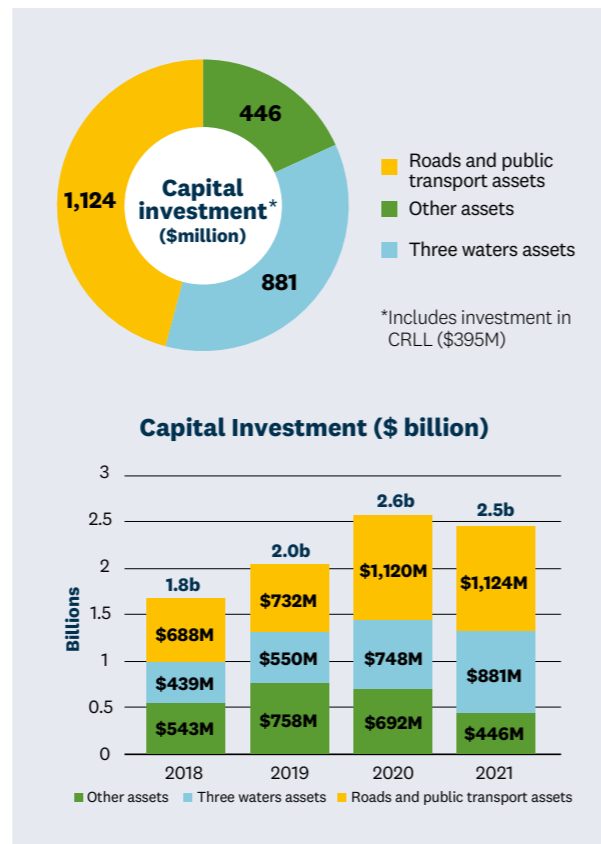 446
1,124
Capital
investment*
($million)
881
Roads and public
transport assets
Other assets
Three waters assets
*Includes investment in
CRLL ($395M)
Capital Investment ($ billion)
Billions
3
2.5
2
1.5
1
0.5
0
1.8b
$688M
$439M
$543M
2018
2.0b
$732M
$550M
$758M
2019
2.6b
$1,120M
$748M
$692M
2020
2.5b
$1,124M
$881M
$446M
2021
Other assets Three waters assets Roads and public transport assets